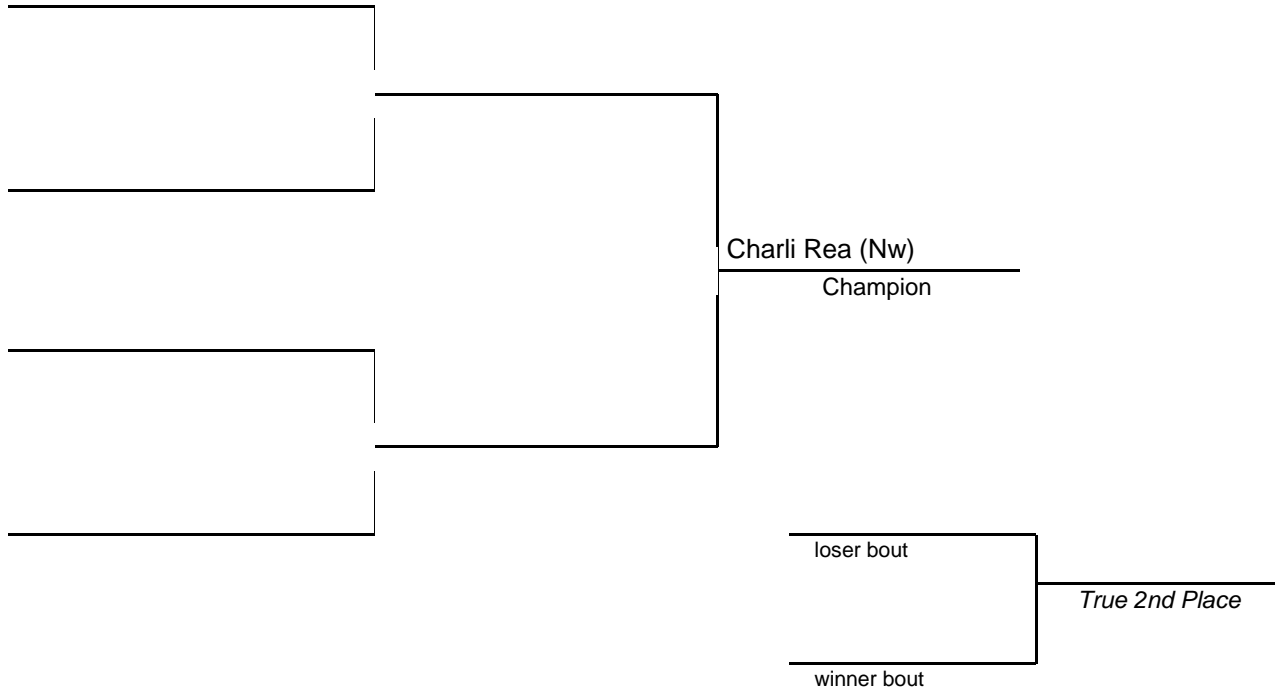 Charli Rea (Nw)
Champion
loser bout
True 2nd Place
winner bout